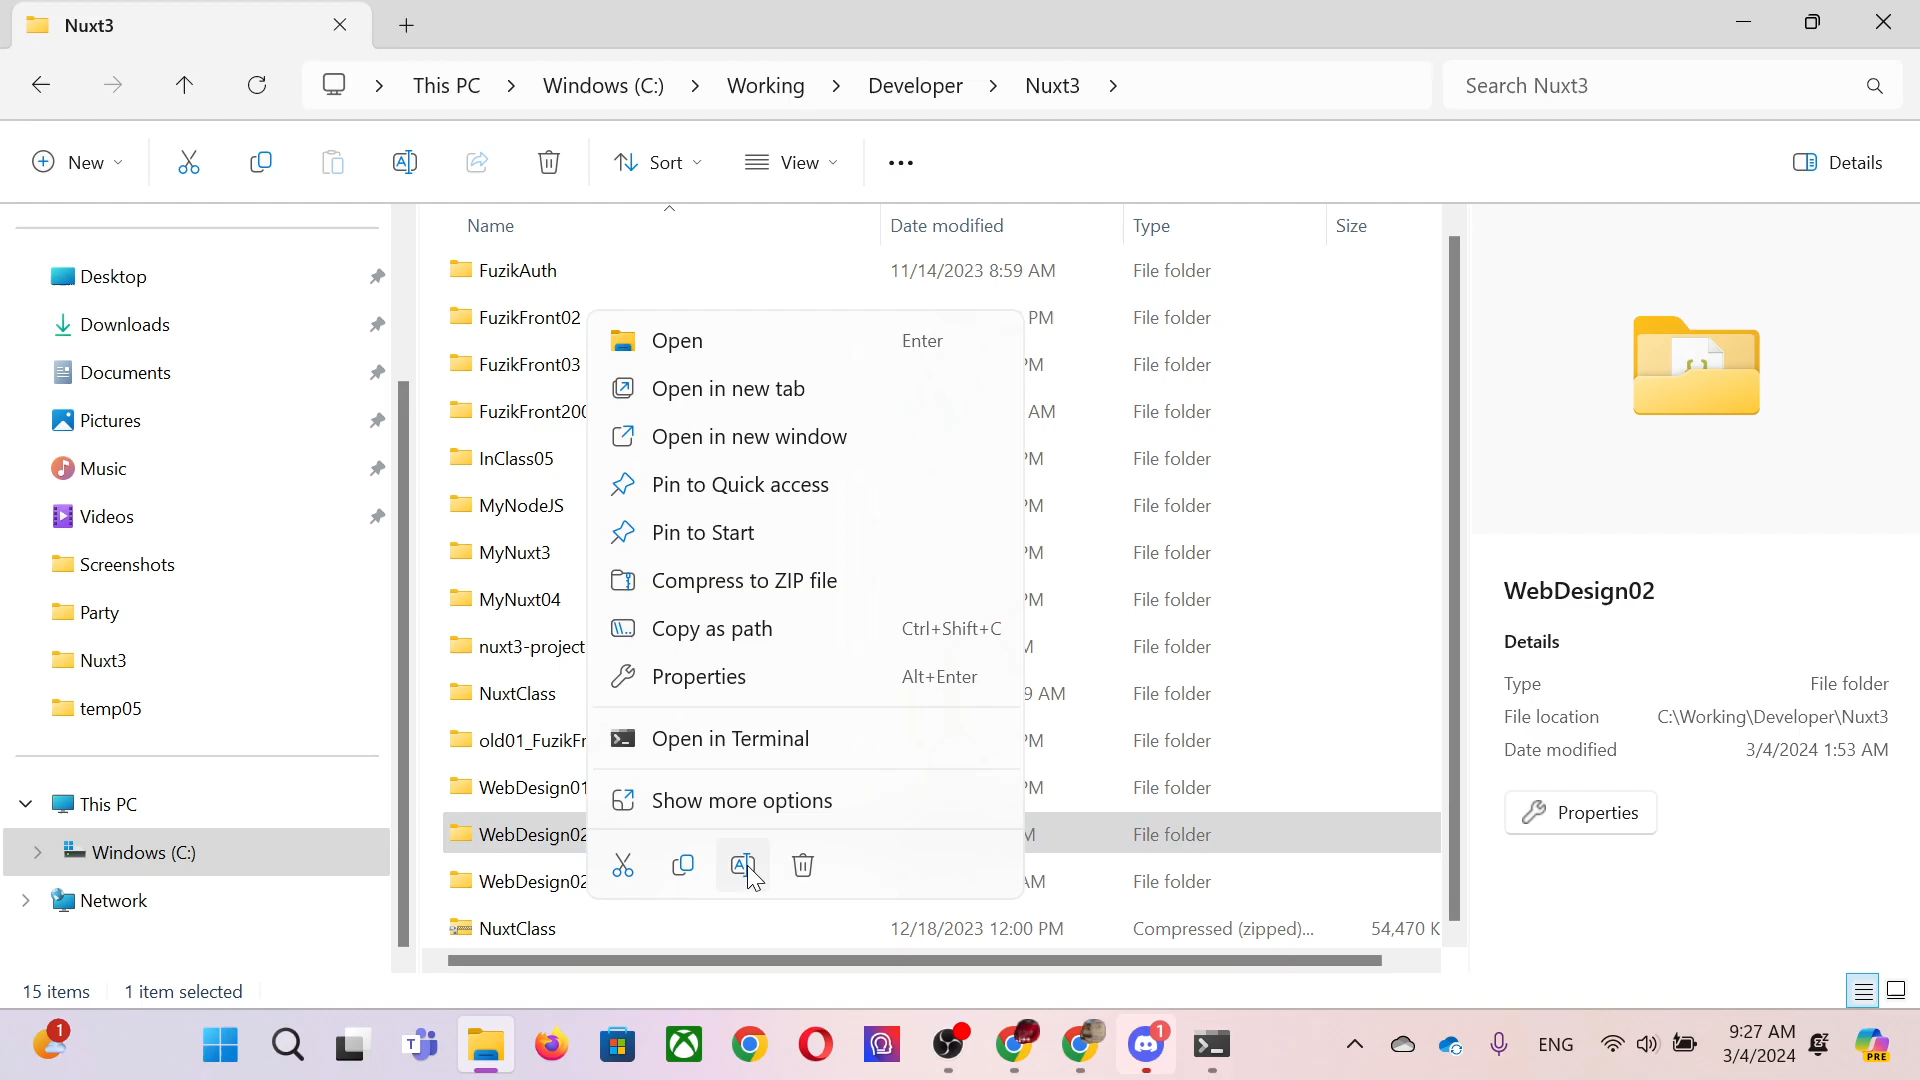 Nuxt3
This PC > Windows (C:) > Working > Developer > Nuxt3 >
Search Nuxt3
New
Sort
View
Details
Desktop
Downloads
Documents
Pictures
Music
Videos
Screenshots
Party
Nuxt3
temp05
This PC
Windows (C:)
Network
Name Date modified Type Size
FuzikAuth 11/14/2023 8:59 AM File folder
FuzikFront02 PM File folder
FuzikFront03 PM File folder
FuzikFront200 AM File folder
InClass05 PM File folder
MyNodeJS PM File folder
MyNuxt3 PM File folder
MyNuxt04 PM File folder
nuxt3-project File folder
NuxtClass 9 AM File folder
old01_FuzikFr PM File folder
WebDesign01 PM File folder
WebDesign02 File folder
WebDesign02 AM File folder
NuxtClass 12/18/2023 12:00 PM Compressed (zipped)... 54,470 K
Open Enter
Open in new tab
Open in new window
Pin to Quick access
Pin to Start
Compress to ZIP file
Copy as path Ctrl+Shift+C
Properties Alt+Enter
Open in Terminal
Show more options
WebDesign02
Details
Type File folder
File location C:\Working\Developer\Nuxt3
Date modified 3/4/2024 1:53 AM
Properties
15 items 1 item selected
1
T
1
ENG
9:27 AM
3/4/2024
PRE